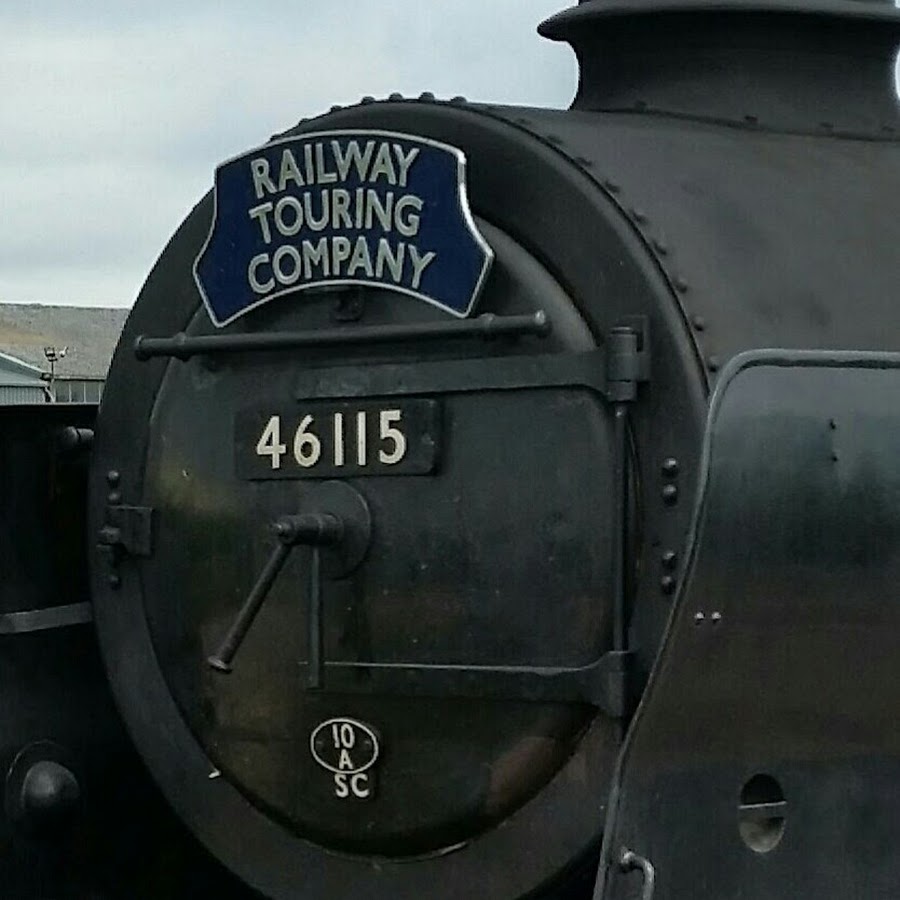 RAILWAY
TOURING
COMPANY
46115
10
A
SC